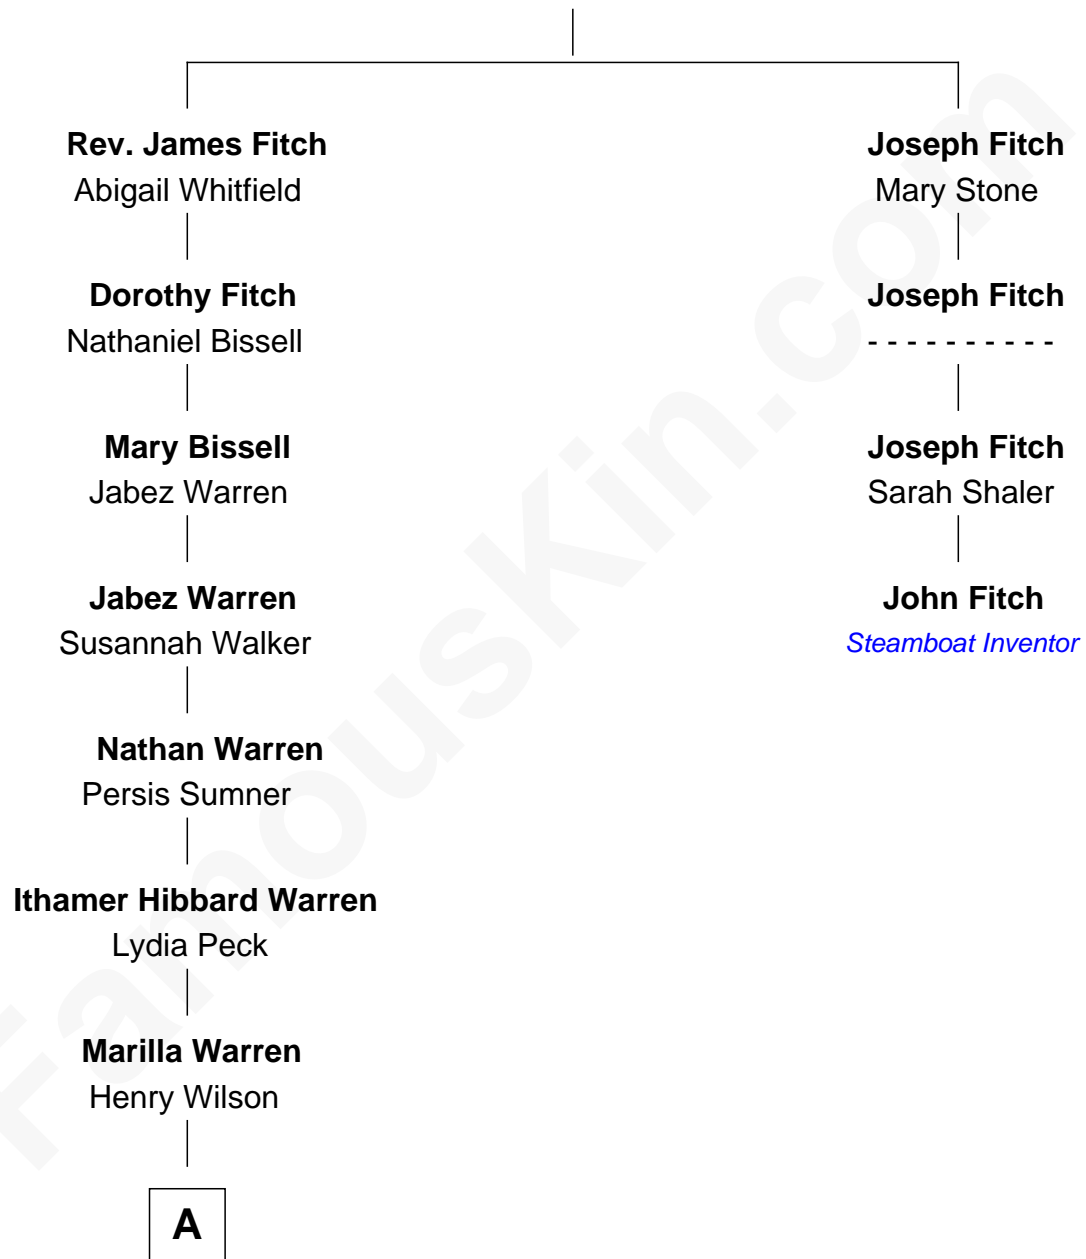 Rev. James Fitch
Abigail Whitfield
Joseph Fitch
Mary Stone
Dorothy Fitch
Nathaniel Bissell
Joseph Fitch
- - - - - - - - - -
Mary Bissell
Jabez Warren
Joseph Fitch
Sarah Shaler
Jabez Warren
Susannah Walker
John Fitch
Steamboat Inventor
Nathan Warren
Persis Sumner
Ithamer Hibbard Warren
Lydia Peck
Marilla Warren
Henry Wilson
A
FamousKin.com